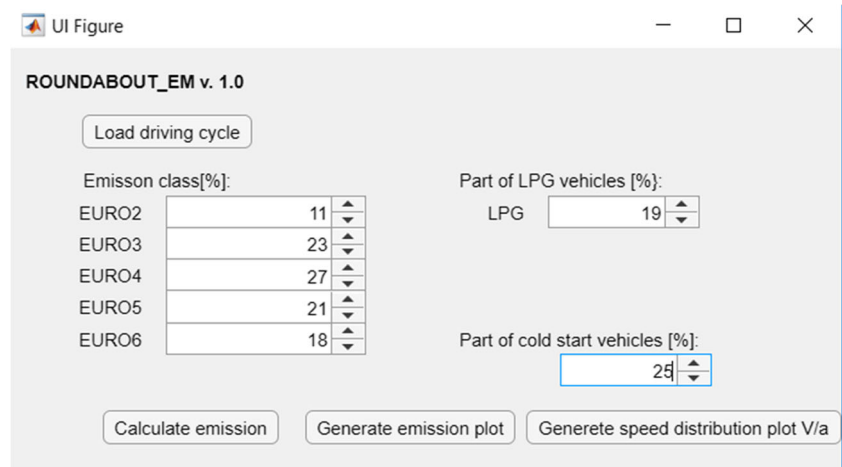 UI Figure
ROUNDABOUT_EM v. 1.0
Load driving cycle
Emisson class[%]:
EURO2 11
EURO3 23
EURO4 27
EURO5 21
EURO6 18
Part of LPG vehicles [%}:
LPG 19
Part of cold start vehicles [%]:
25
Calculate emission
Generate emission plot
Generete speed distribution plot V/a